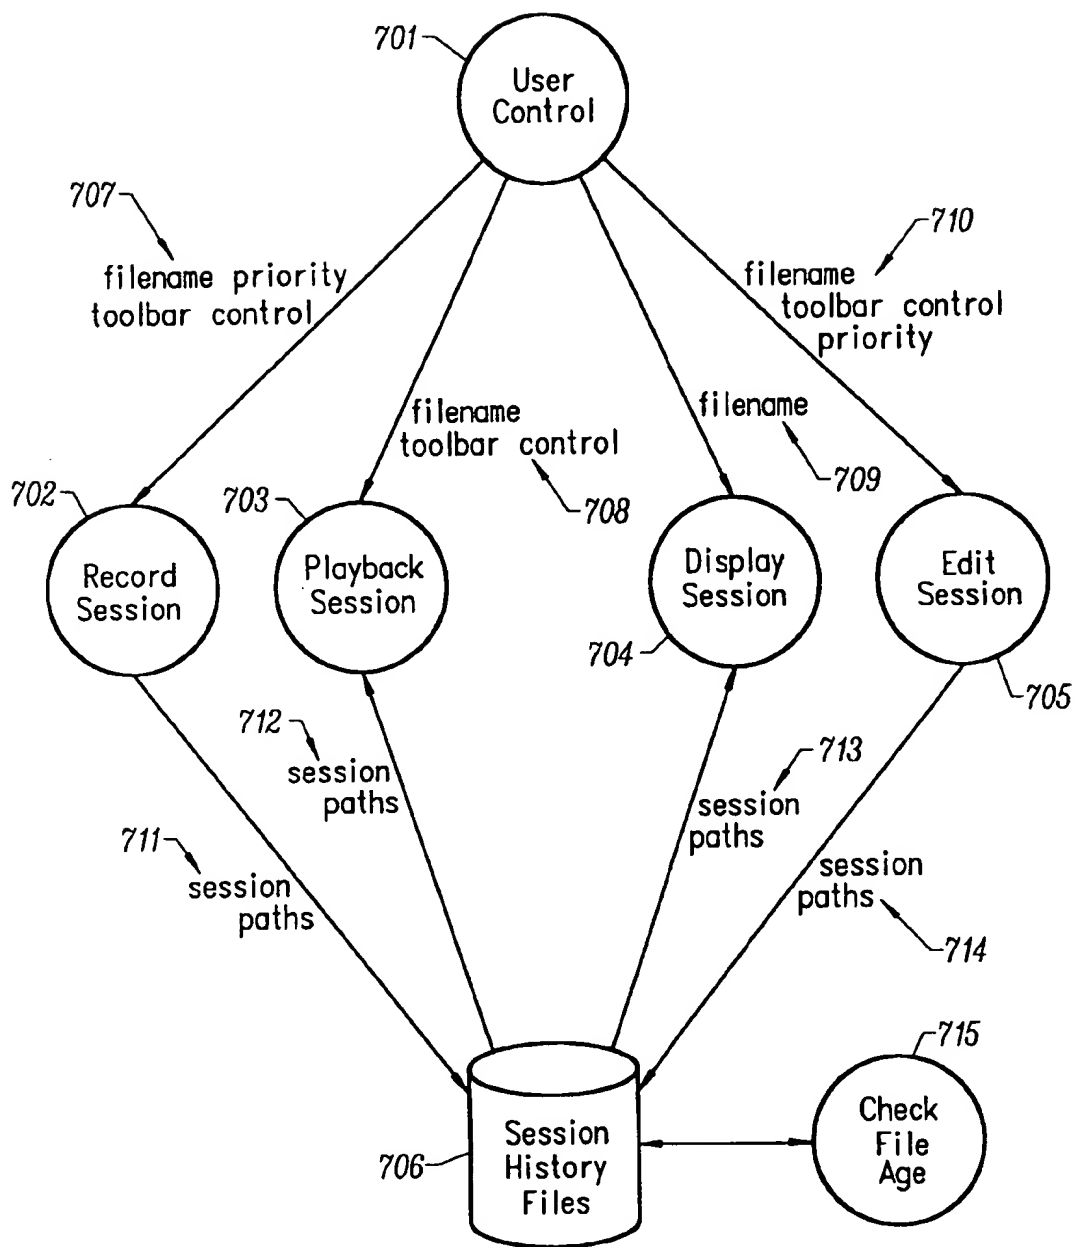 701
User
Control
707
710
filename priority
toolbar control
filename
toolbar control
priority
filename
toolbar control
filename
708
709
702
703
Record
Session
Playback
Session
Display
Session
Edit
Session
704
705
712
session
paths
713
session
paths
711
session
paths
session
paths
714
715
Session
History
Files
706
Check
File
Age